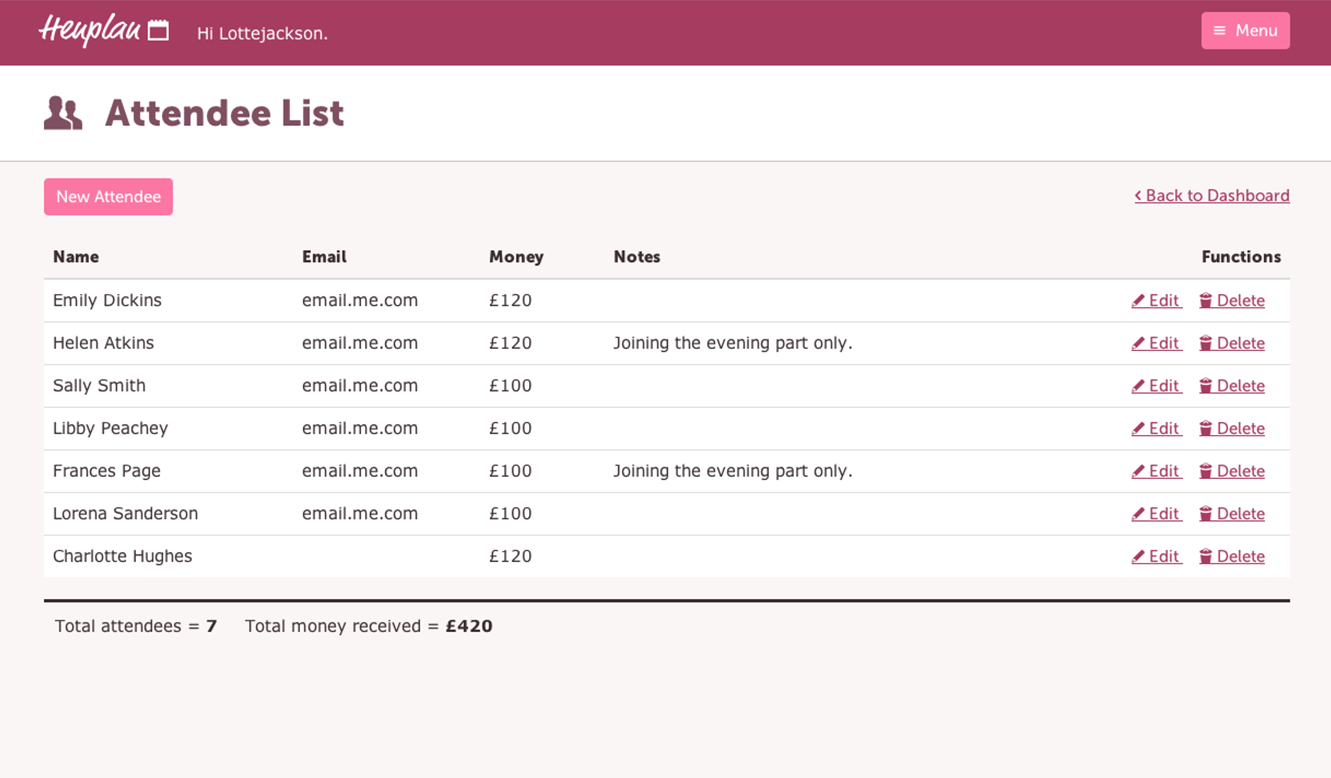 Henplan Hi Lottejackson. Menu
Attendee List
New Attendee ‹ Back to Dashboard
Name Email Money Notes Functions
Emily Dickins email.me.com £120 Edit Delete
Helen Atkins email.me.com £120 Joining the evening part only. Edit Delete
Sally Smith email.me.com £100 Edit Delete
Libby Peachey email.me.com £100 Edit Delete
Frances Page email.me.com £100 Joining the evening part only. Edit Delete
Lorena Sanderson email.me.com £100 Edit Delete
Charlotte Hughes £120 Edit Delete
Total attendees = 7 Total money received = £420